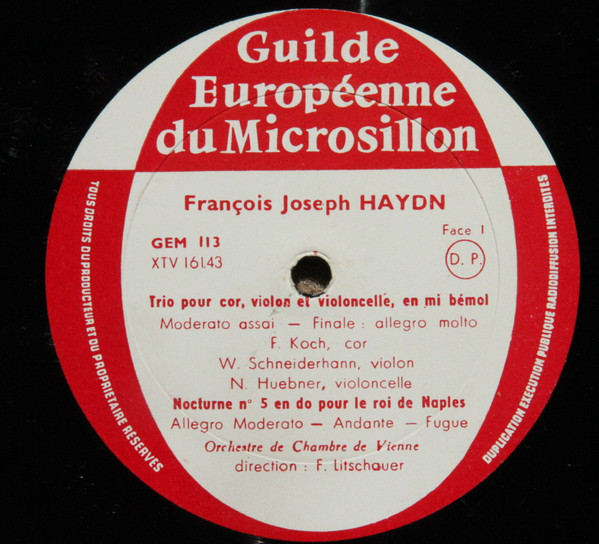 Guilde
Européenne
du Microsillon
François Joseph HAYDN
Face 1
GEM 113
XTV 16143
D. P.
Trio pour cor, violon et violoncelle, en mi bémol
Moderato assai — Finale : allegro molto
F. Koch, cor
W. Schneiderhann, violon
N. Huebner, violoncelle
Nocturne n° 5 en do pour le roi de Naples
Allegro Moderato — Andante — Fugue
Orchestre de Chambre de Vienne
direction : F. Litschauer
TOUS DROITS DU PRODUCTEUR ET DU PROPRIETAIRE RÉSERVES
DUPLICATION EXECUTION PUBLIQUE RADIODIFFUSION INTERDITES